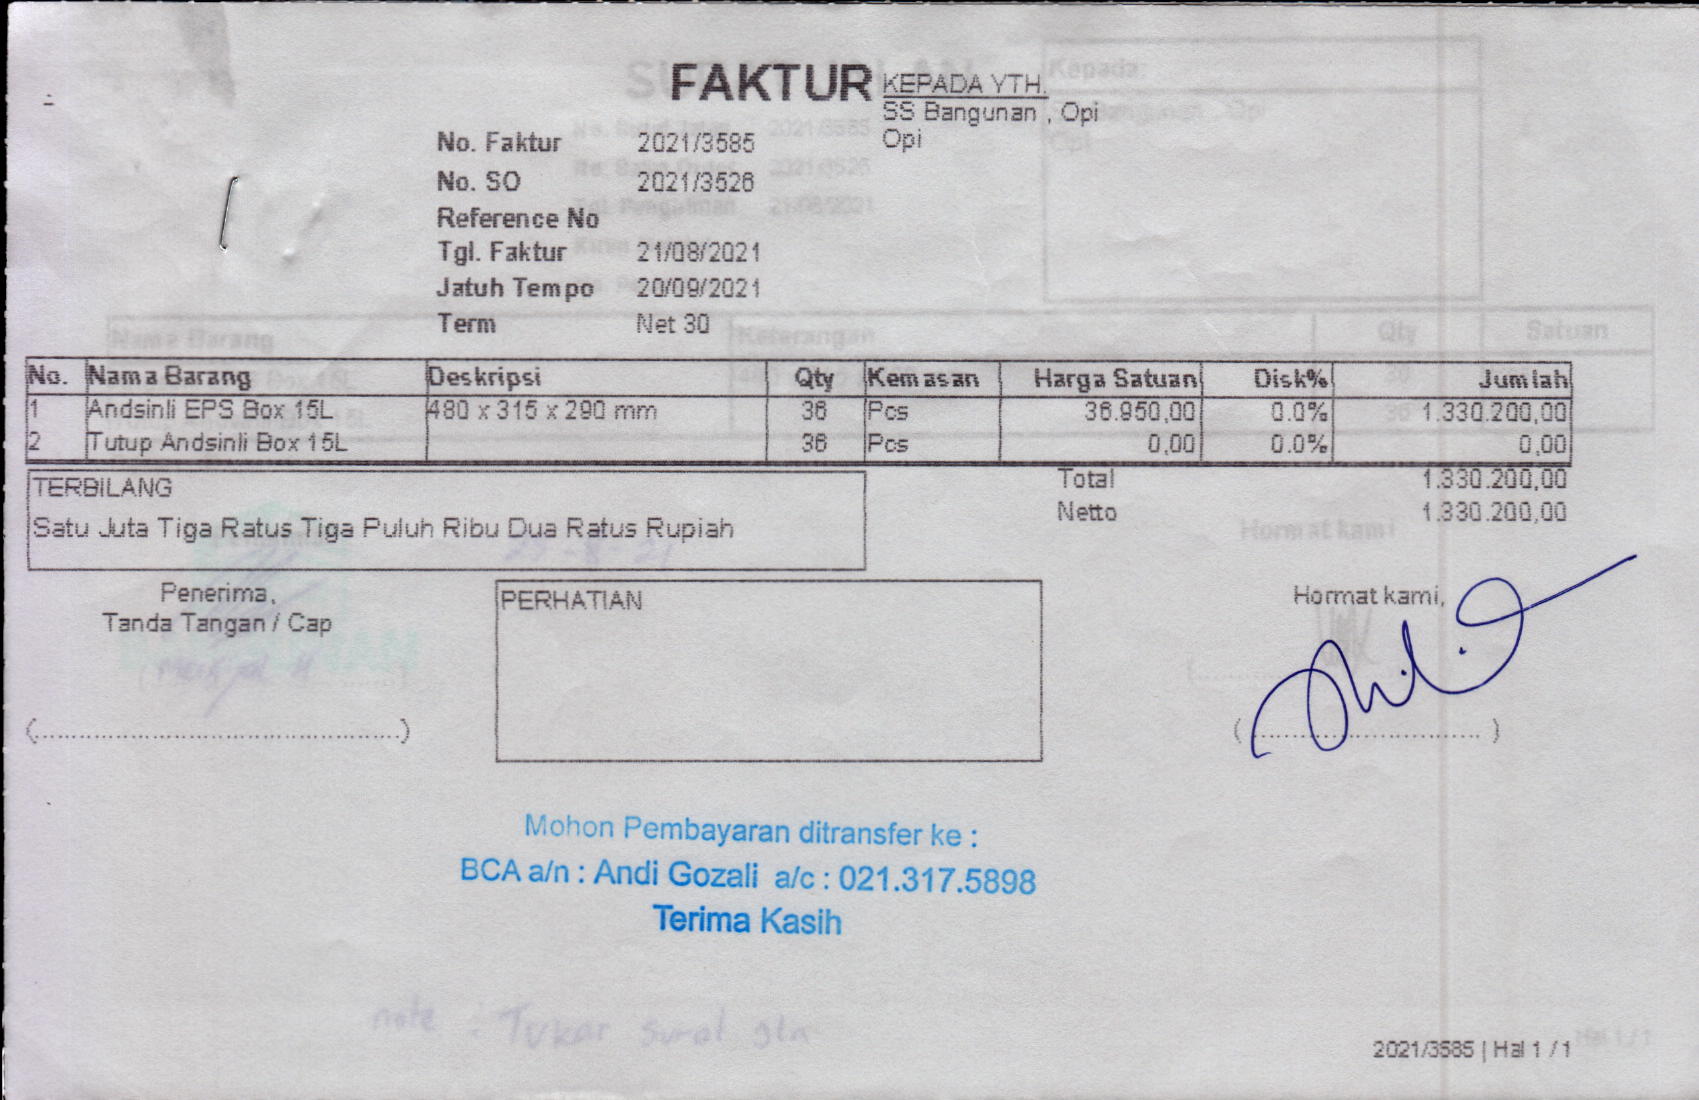 FAKTUR
KEPADA YTH.
SS Bangunan , Opi
Opi
No. Faktur 2021/3585
No. SO 2021/3526
Reference No
Tgl. Faktur 21/08/2021
Jatuh Tempo 20/09/2021
Term Net 30
No. Nama Barang Deskripsi Qty Kemasan Harga Satuan Disk% Jumlah
1 Andsinli EPS Box 15L 480 x 315 x 290 mm 36 Pcs 36.950,00 0.0% 1.330.200,00
2 Tutup Andsinli Box 15L 36 Pcs 0,00 0.0% 0,00
Total 1.330.200,00
Netto 1.330.200,00
TERBILANG
Satu Juta Tiga Ratus Tiga Puluh Ribu Dua Ratus Rupiah
Penerima,
Tanda Tangan / Cap
PERHATIAN
Hormat kami,
(..............................................)
(.............................. )
Mohon Pembayaran ditransfer ke :
BCA a/n : Andi Gozali a/c : 021.317.5898
Terima Kasih
note : Tukar Surat Jln
2021/3585 | Hal 1 / 1